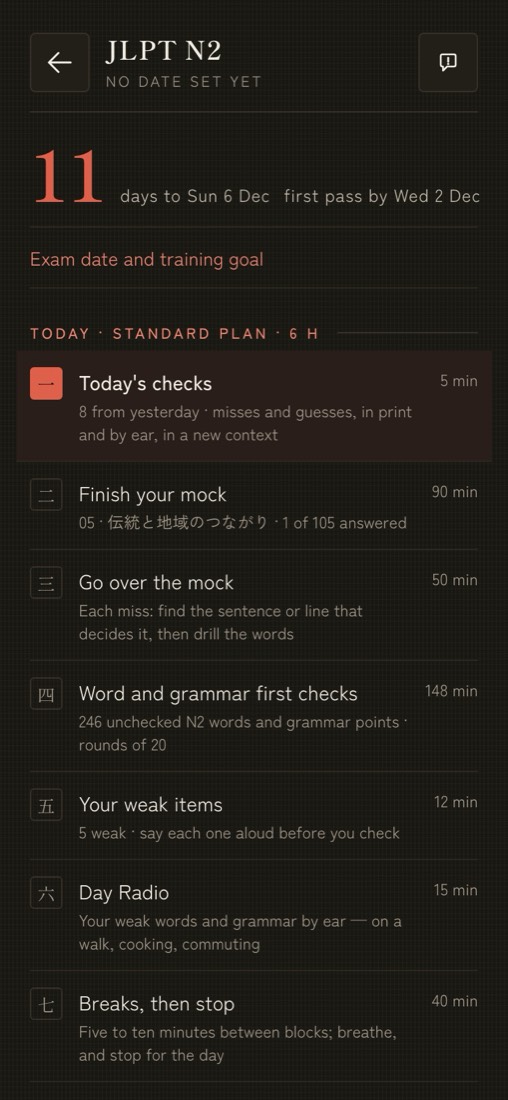 JLPT N2
NO DATE SET YET
11 days to Sun 6 Dec first pass by Wed 2 Dec
Exam date and training goal
TODAY · STANDARD PLAN · 6 H
一 Today's checks 5 min
8 from yesterday · misses and guesses, in print
and by ear, in a new context
二 Finish your mock 90 min
05 · 伝統と地域のつながり · 1 of 105 answered
三 Go over the mock 50 min
Each miss: find the sentence or line that
decides it, then drill the words
四 Word and grammar first checks 148 min
246 unchecked N2 words and grammar points ·
rounds of 20
五 Your weak items 12 min
5 weak · say each one aloud before you check
六 Day Radio 15 min
Your weak words and grammar by ear — on a
walk, cooking, commuting
七 Breaks, then stop 40 min
Five to ten minutes between blocks; breathe,
and stop for the day